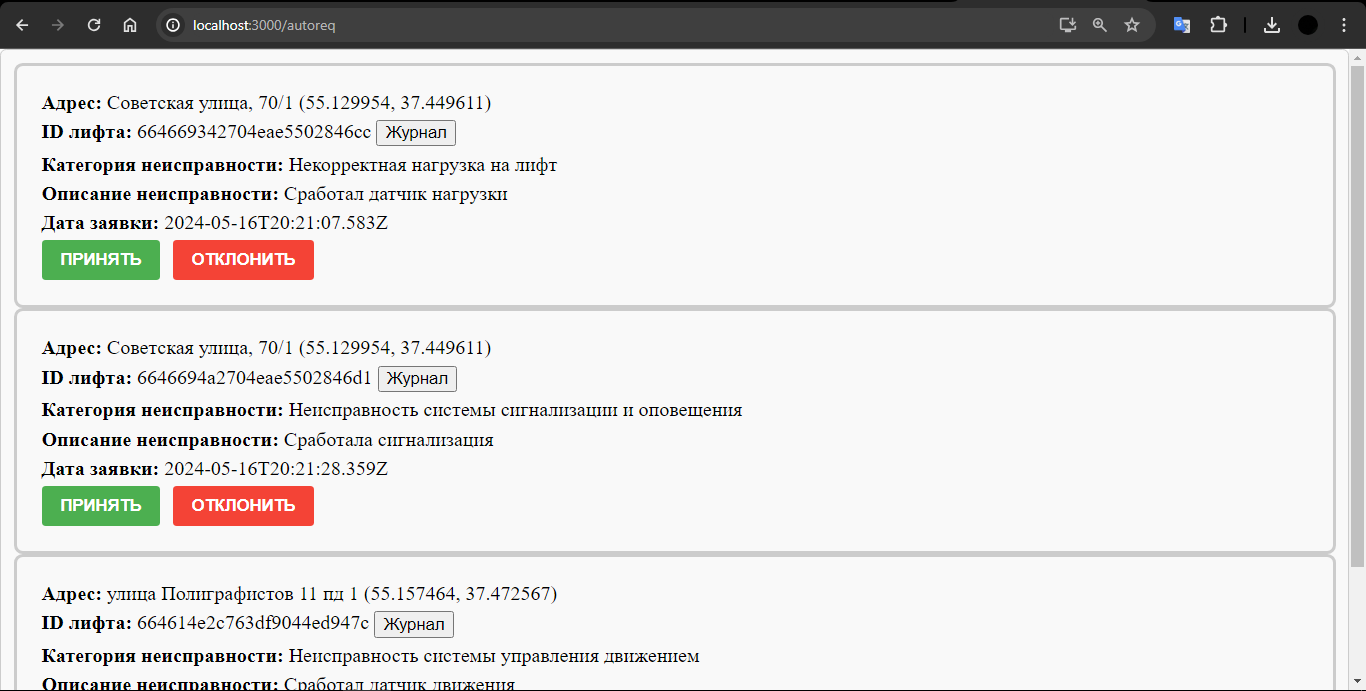 localhost:3000/autoreq
Адрес: Советская улица, 70/1 (55.129954, 37.449611)
ID лифта: 664669342704eae5502846cc Журнал
Категория неисправности: Некорректная нагрузка на лифт
Описание неисправности: Сработал датчик нагрузки
Дата заявки: 2024-05-16T20:21:07.583Z
ПРИНЯТЬ ОТКЛОНИТЬ
Адрес: Советская улица, 70/1 (55.129954, 37.449611)
ID лифта: 6646694a2704eae5502846d1 Журнал
Категория неисправности: Неисправность системы сигнализации и оповещения
Описание неисправности: Сработала сигнализация
Дата заявки: 2024-05-16T20:21:28.359Z
ПРИНЯТЬ ОТКЛОНИТЬ
Адрес: улица Полиграфистов 11 пд 1 (55.157464, 37.472567)
ID лифта: 664614e2c763df9044ed947c Журнал
Категория неисправности: Неисправность системы управления движением
Описание неисправности: Сработал датчик движения